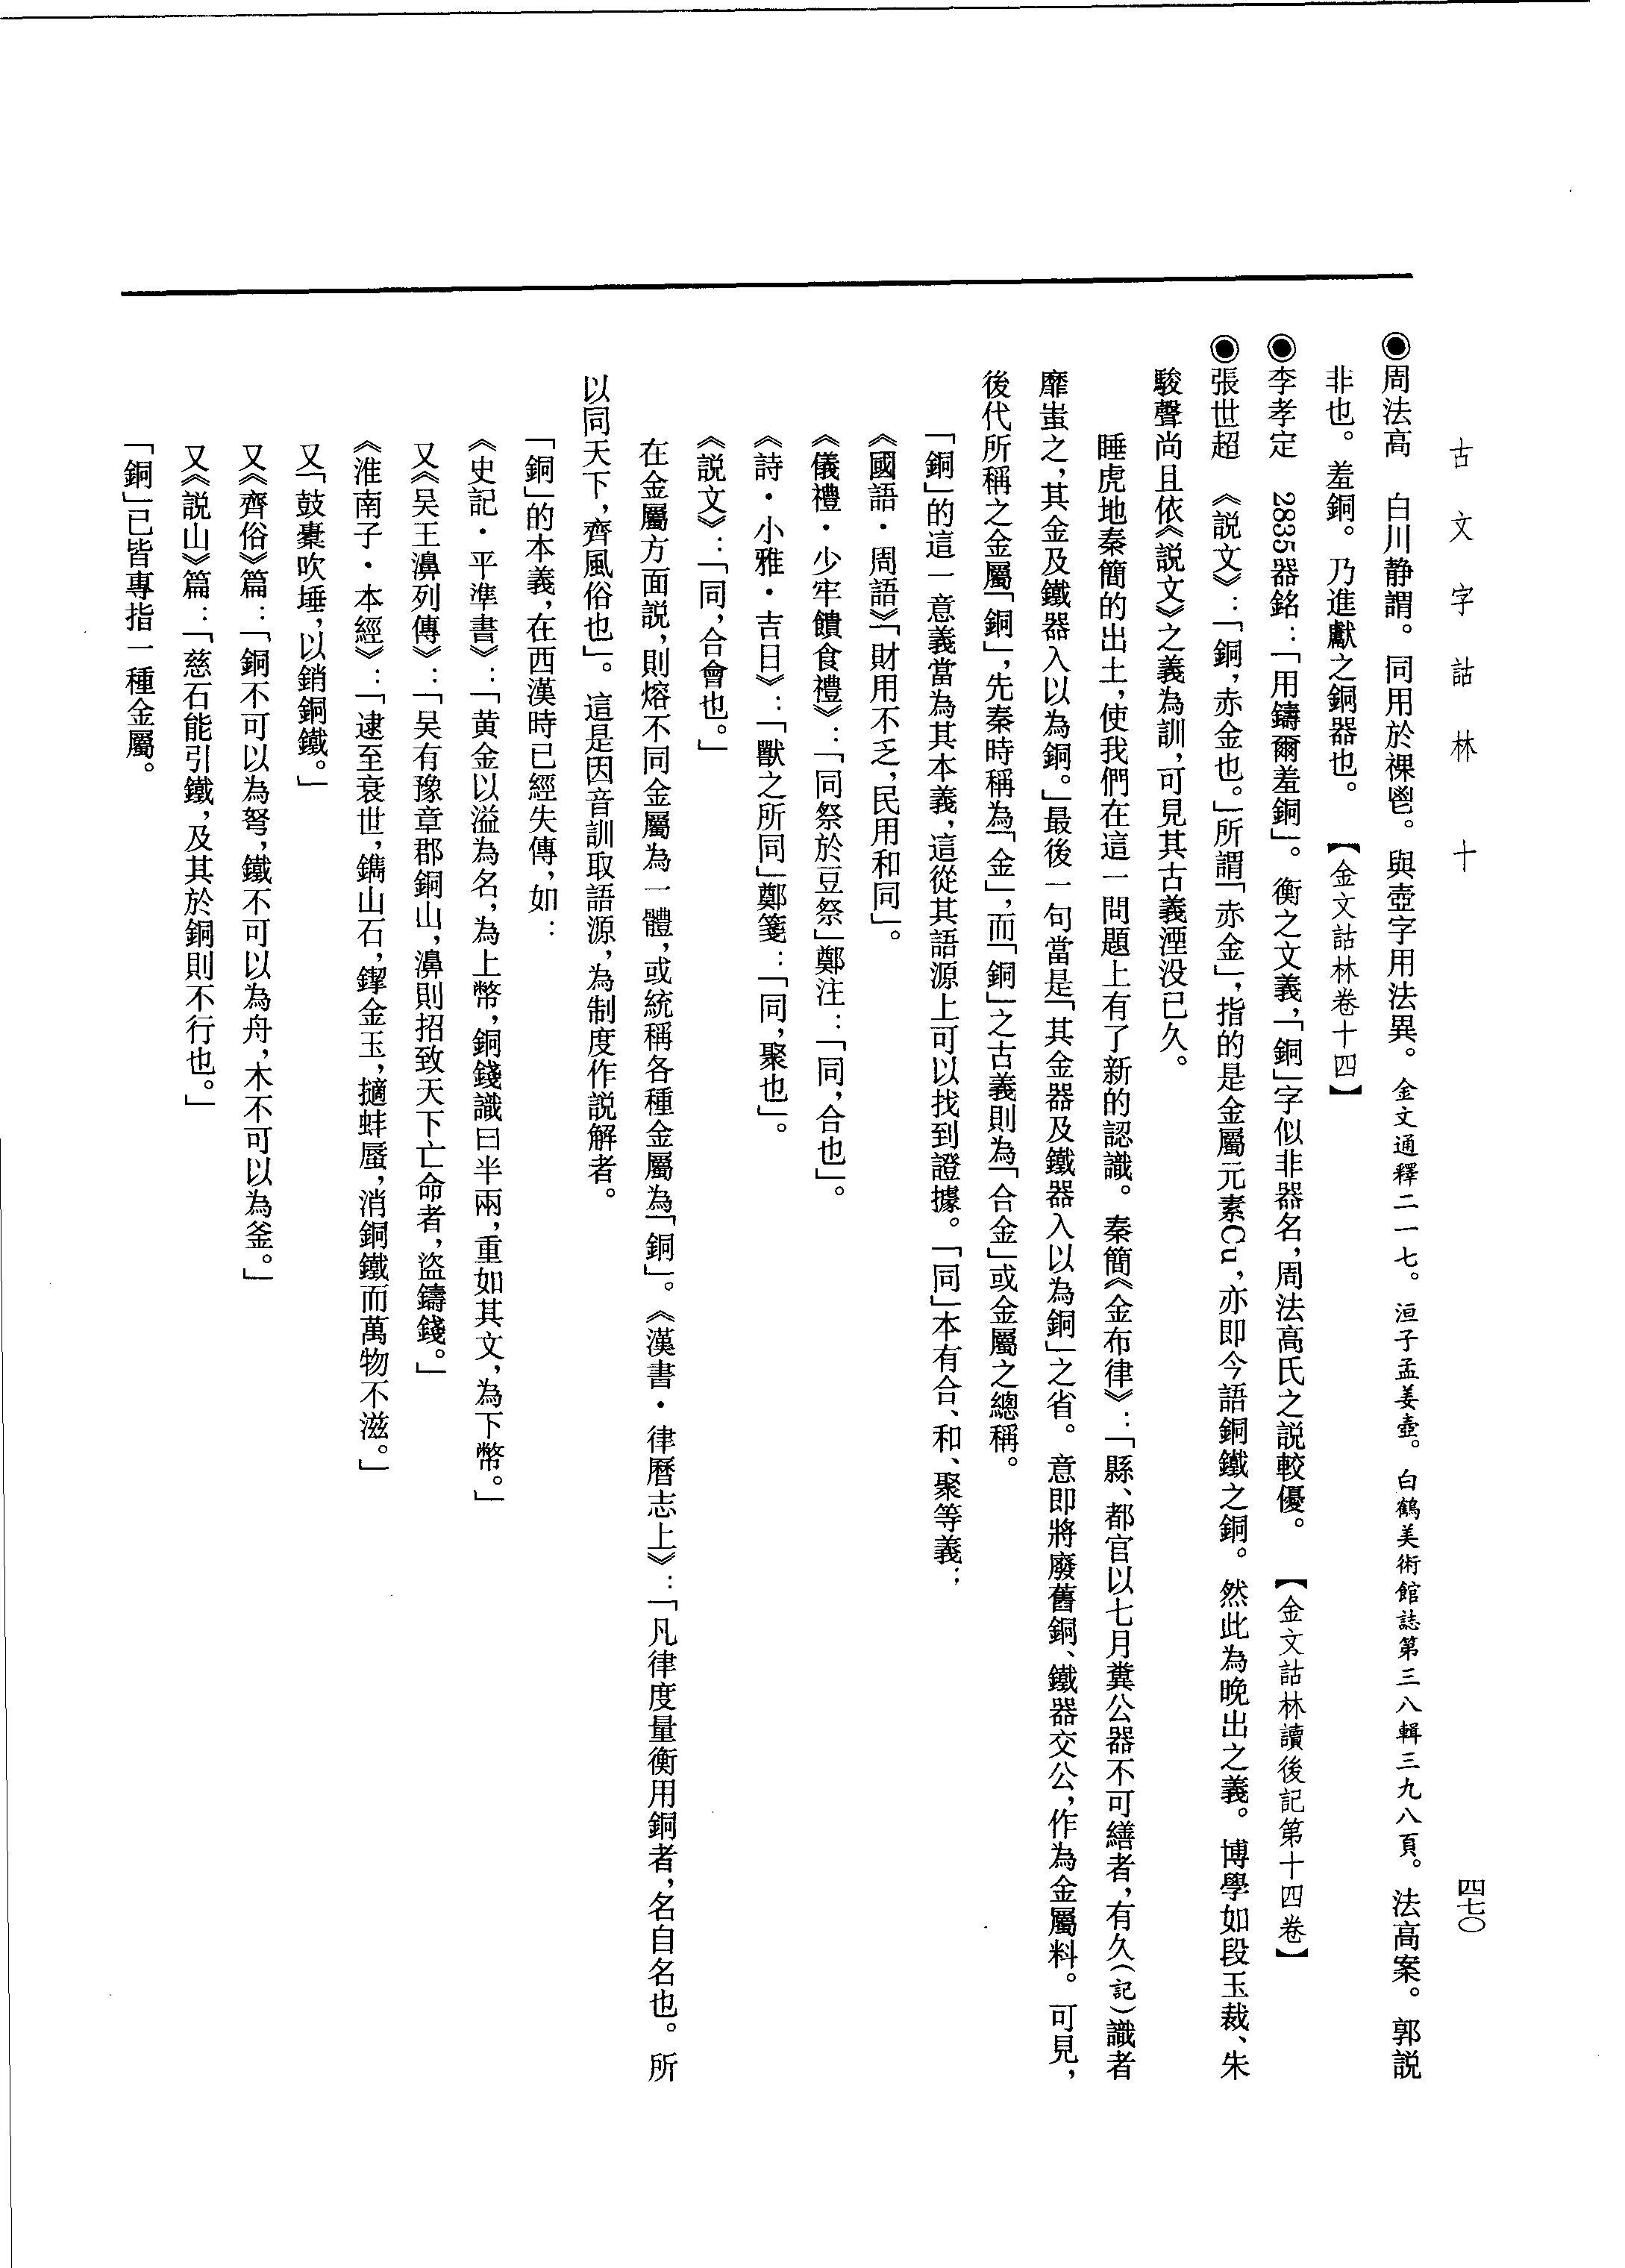 古文字詁林　十
四七〇
◉周法高　白川静謂。同用於祼鬯。與壺字用法異。金文通釋二一七。洹子孟姜壺。白鶴美術館誌第三八輯三九八頁。法高案。郭説
非也。羞銅。乃進獻之銅器也。　【金文詁林卷十四】
◉李孝定　2835器銘：「用鑄爾羞銅」。衡之文義，「銅」字似非器名，周法高氏之説較優。　【金文詁林讀後記第十四卷】
◉張世超　《説文》：「銅，赤金也。」所謂「赤金」，指的是金屬元素Cu，亦即今語銅鐵之銅。然此為晚出之義。博學如段玉裁、朱
駿聲尚且依《説文》之義為訓，可見其古義湮没已久。
睡虎地秦簡的出土，使我們在這一問題上有了新的認識。秦簡《金布律》：「縣、都官以七月糞公器不可繕者，有久（記）識者
靡蚩之，其金及鐵器入以為銅。」最後一句當是「其金器及鐵器入以為銅」之省。意即將廢舊銅、鐵器交公，作為金屬料。可見，
後代所稱之金屬「銅」，先秦時稱為「金」，而「銅」之古義則為「合金」或金屬之總稱。
「銅」的這一意義當為其本義，這從其語源上可以找到證據。「同」本有合、和、聚等義：
《國語・周語》「財用不乏，民用和同」。
《儀禮・少牢饋食禮》：「同祭於豆祭」鄭注：「同，合也」。
《詩・小雅・吉日》：「獸之所同」鄭箋：「同，聚也」。
《説文》：「同，合會也。」
在金屬方面説，則熔不同金屬為一體，或統稱各種金屬為「銅」。《漢書・律曆志上》：「凡律度量衡用銅者，名自名也。所
以同天下，齊風俗也」。這是因音訓取語源，為制度作説解者。
「銅」的本義，在西漢時已經失傳，如：
《史記・平準書》：「黄金以溢為名，為上幣，銅錢識曰半兩，重如其文，為下幣。」
又《吴王濞列傳》：「吴有豫章郡銅山，濞則招致天下亡命者，盜鑄錢。」
《淮南子・本經》：「逮至衰世，鐫山石，鍥金玉，擿蚌蜃，消銅鐵而萬物不滋。」
又「鼓橐吹埵，以銷銅鐵。」
又《齊俗》篇：「銅不可以為弩，鐵不可以為舟，木不可以為釜。」
又《説山》篇：「慈石能引鐵，及其於銅則不行也。」
「銅」已皆專指一種金屬。